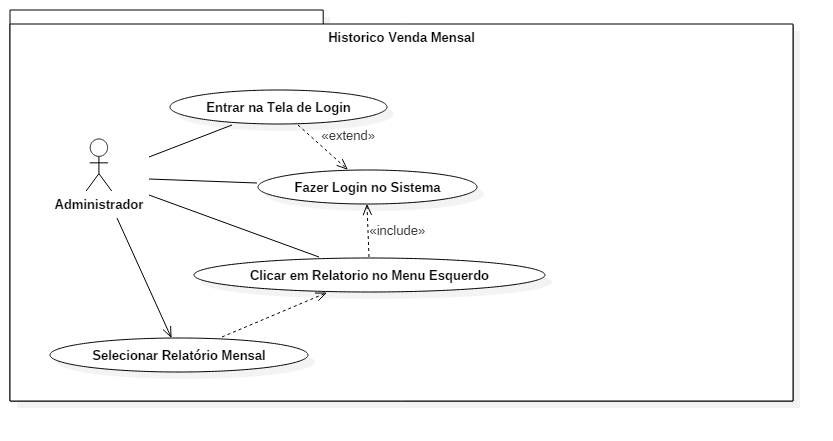 Historico Venda Mensal
Entrar na Tela de Login
«extend»
Fazer Login no Sistema
Administrador
«include»
Clicar em Relatorio no Menu Esquerdo
Selecionar Relatório Mensal